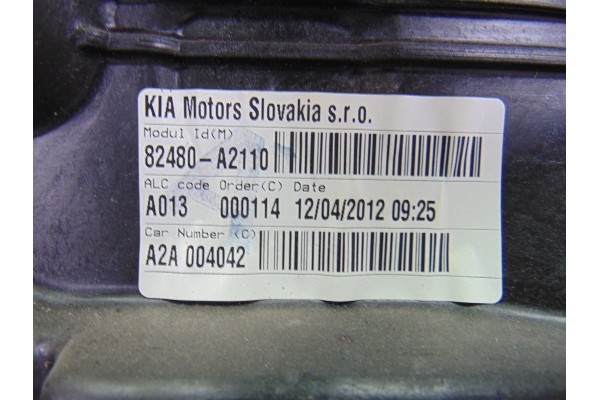 KIA Motors Slovakia s.r.o.
Modul Id(M)
82480-A2110
ALC code Order(C) Date
A013 000114 12/04/2012 09:25
Car Number (C)
A2A 004042